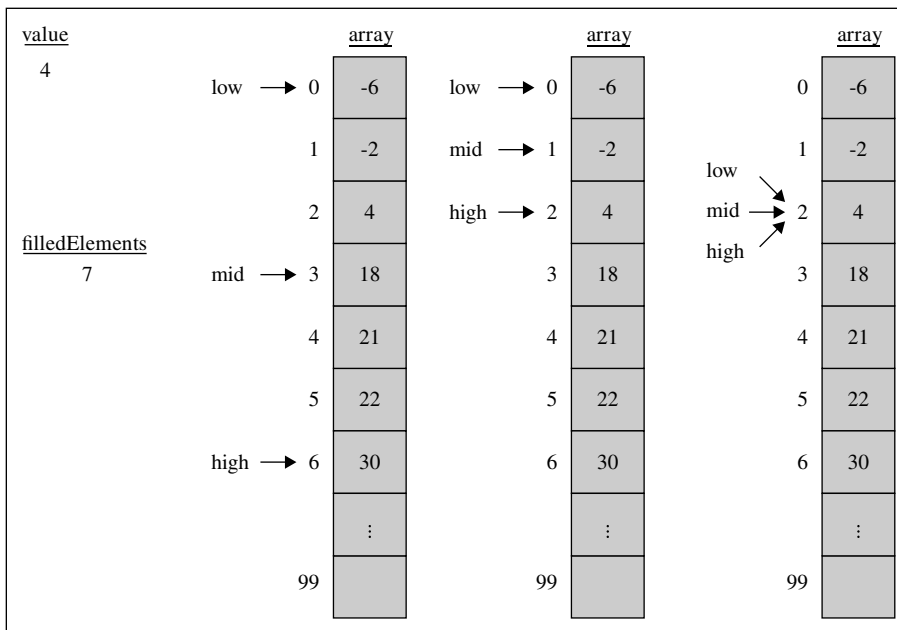 value array array array
4
low 0 -6 low 0 -6 0 -6
1 -2 mid 1 -2 1 -2
low
2 4 high 2 4 mid 2 4
filledElements
high
7
mid 3 18 3 18 3 18
4 21 4 21 4 21
5 22 5 22 5 22
high 6 30 6 30 6 30
⋮ ⋮ ⋮
99 99 99